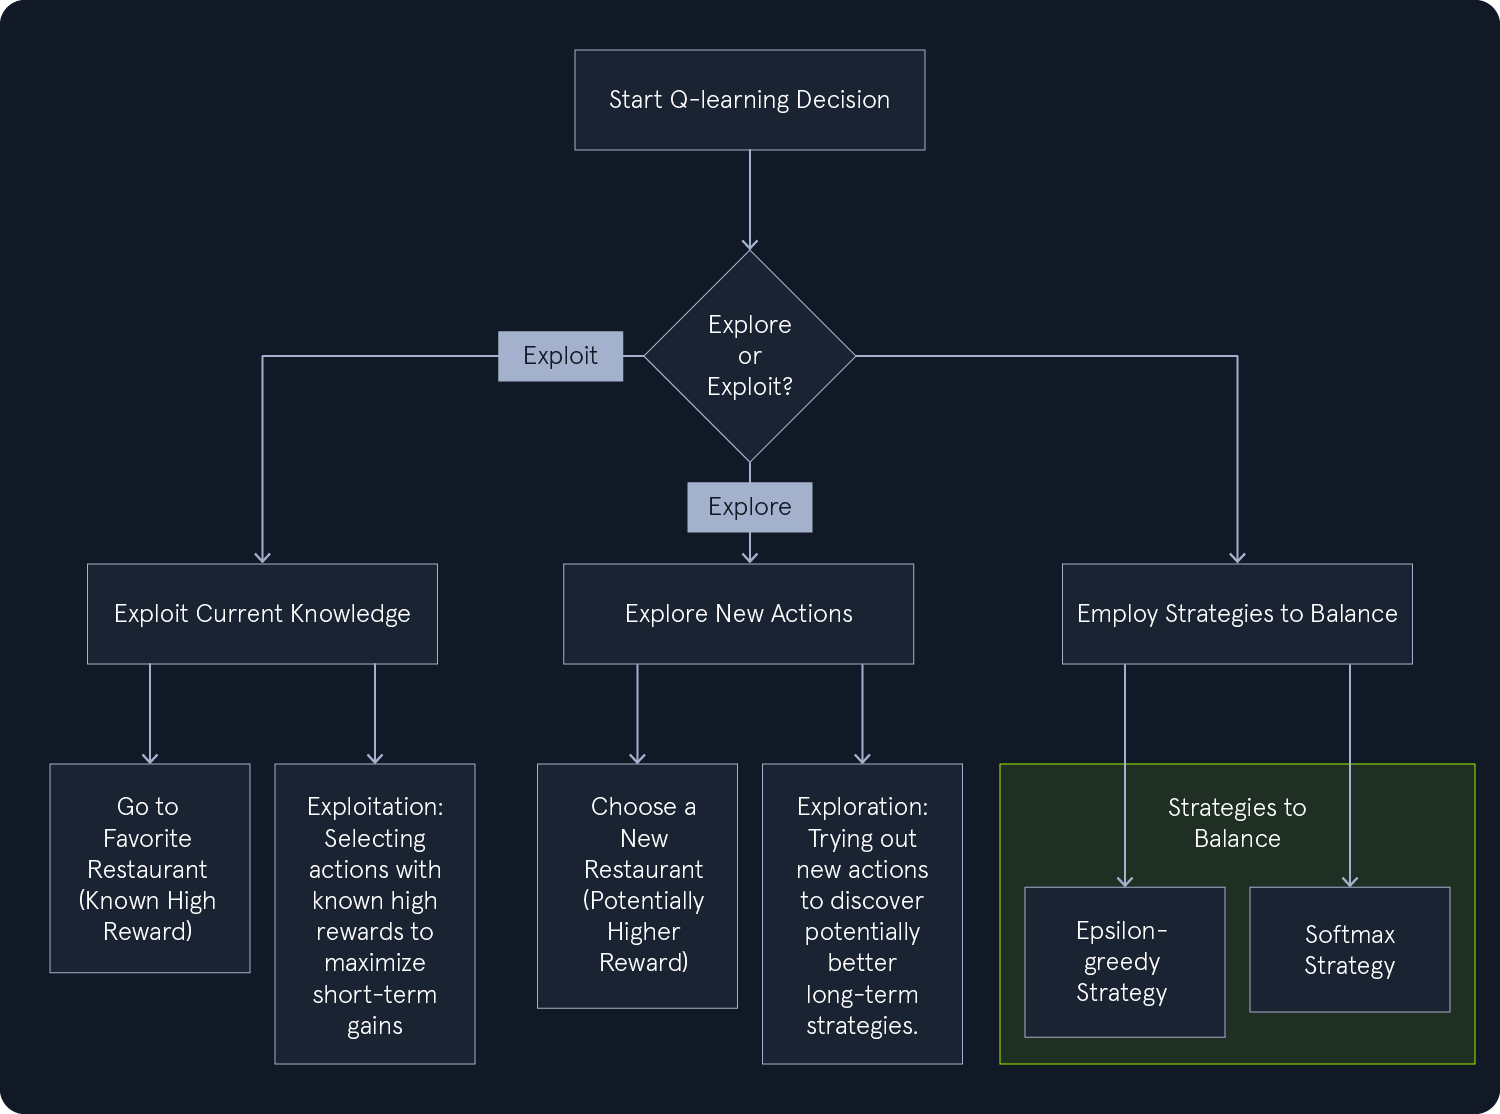 Start Q-learning Decision
Explore
or
Exploit?
Exploit
Explore
Exploit Current Knowledge
Explore New Actions
Employ Strategies to Balance
Go to
Favorite
Restaurant
(Known High
Reward)
Exploitation:
Selecting
actions with
known high
rewards to
maximize
short-term
gains
Choose a
New
Restaurant
(Potentially
Higher
Reward)
Exploration:
Trying out
new actions
to discover
potentially
better
long-term
strategies.
Strategies to
Balance
Epsilon-
greedy
Strategy
Softmax
Strategy